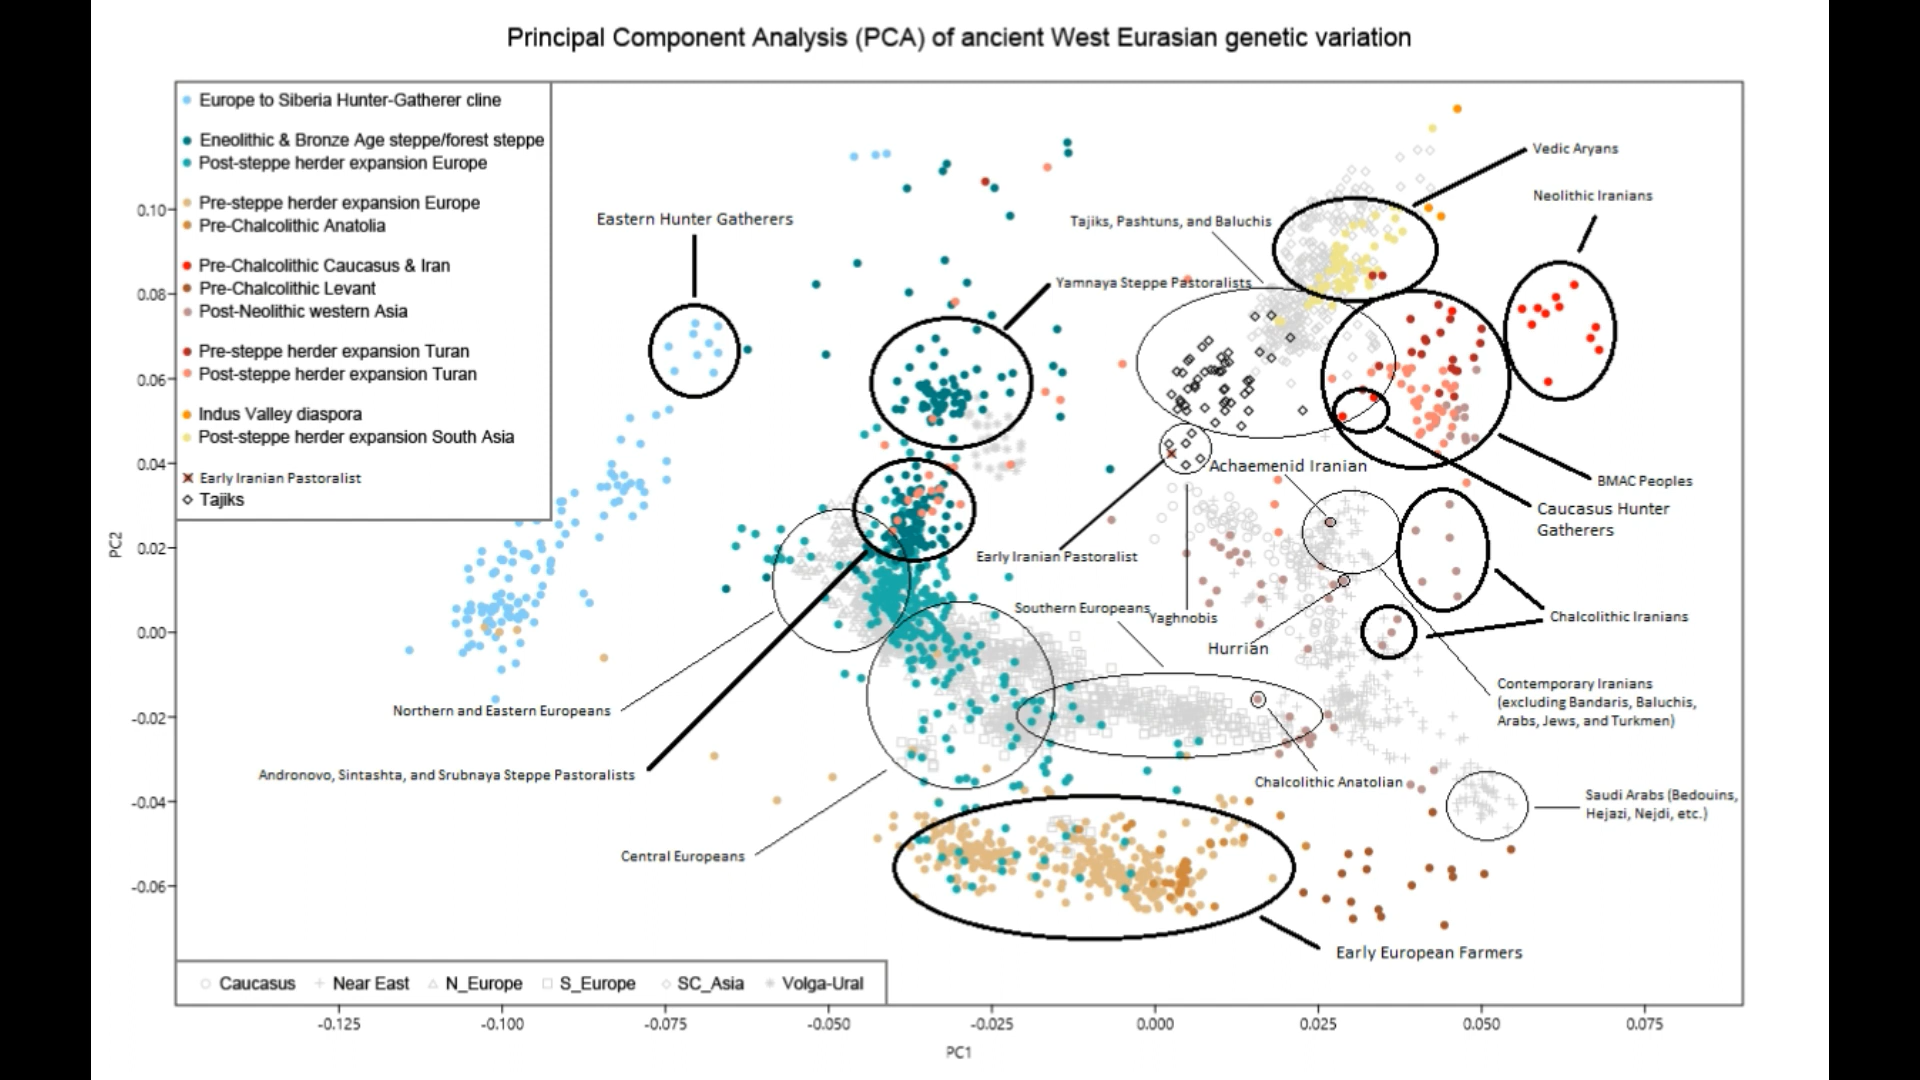 Principal Component Analysis (PCA) of ancient West Eurasian genetic variation
Europe to Siberia Hunter-Gatherer cline
Eneolithic & Bronze Age steppe/forest steppe
Post-steppe herder expansion Europe
Pre-steppe herder expansion Europe
Pre-Chalcolithic Anatolia
Pre-Chalcolithic Caucasus & Iran
Pre-Chalcolithic Levant
Post-Neolithic western Asia
Pre-steppe herder expansion Turan
Post-steppe herder expansion Turan
Indus Valley diaspora
Post-steppe herder expansion South Asia
Early Iranian Pastoralist
Tajiks
Eastern Hunter Gatherers
Vedic Aryans
Neolithic Iranians
Tajiks, Pashtuns, and Baluchis
Yamnaya Steppe Pastoralists
Achaemenid Iranian
BMAC Peoples
Caucasus Hunter
Gatherers
Early Iranian Pastoralist
Southern Europeans
Yaghnobis
Chalcolithic Iranians
Hurrian
Contemporary Iranians
(excluding Bandaris, Baluchis,
Arabs, Jews, and Turkmen)
Northern and Eastern Europeans
Andronovo, Sintashta, and Srubnaya Steppe Pastoralists
Chalcolithic Anatolian
Saudi Arabs (Bedouins,
Hejazi, Nejdi, etc.)
Central Europeans
Early European Farmers
PC2
0.10
0.08
0.06
0.04
0.02
0.00
-0.02
-0.04
-0.06
Caucasus Near East N_Europe S_Europe SC_Asia Volga-Ural
-0.125 -0.100 -0.075 -0.050 -0.025 0.000 0.025 0.050 0.075
PC1